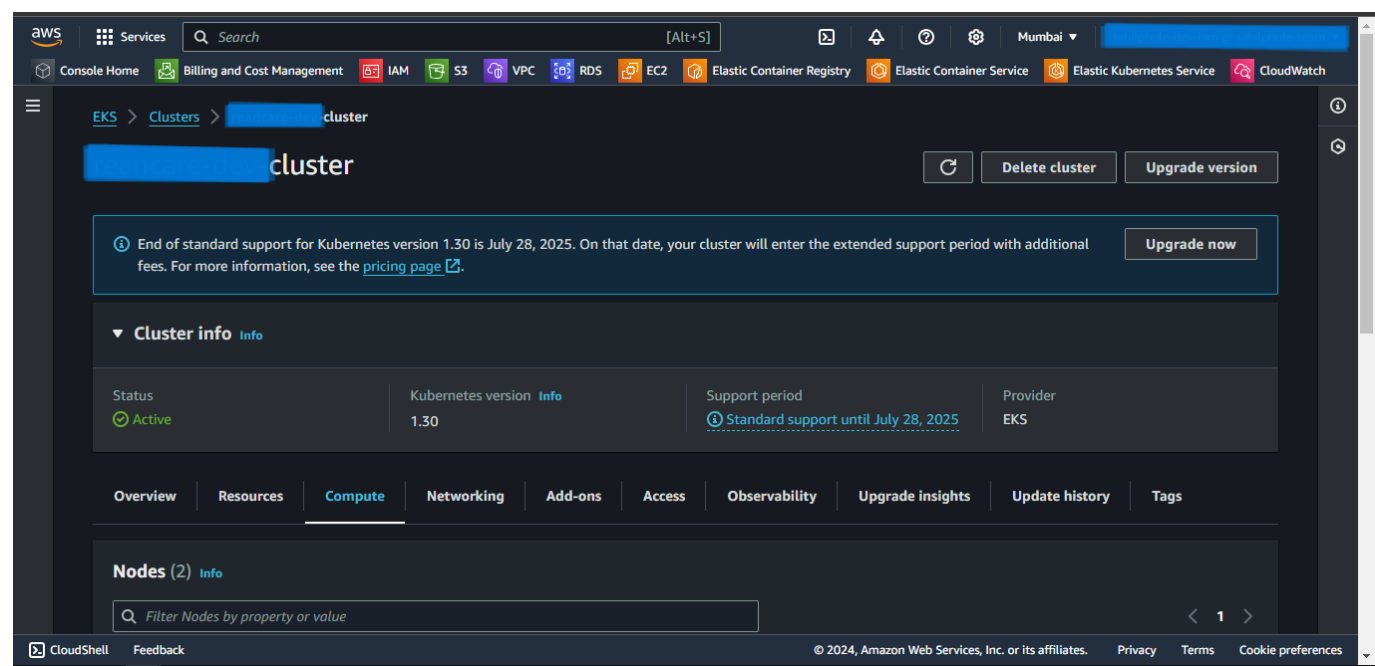 aws Services Search [Alt+S] Mumbai
Console Home Billing and Cost Management IAM S3 VPC RDS EC2 Elastic Container Registry Elastic Container Service Elastic Kubernetes Service CloudWatch
EKS Clusters cluster
cluster
Delete cluster Upgrade version
End of standard support for Kubernetes version 1.30 is July 28, 2025. On that date, your cluster will enter the extended support period with additional
fees. For more information, see the pricing page.
Upgrade now
Cluster info Info
Status Kubernetes version Info Support period Provider
Active 1.30 Standard support until July 28, 2025 EKS
Overview Resources Compute Networking Add-ons Access Observability Upgrade insights Update history Tags
Nodes (2) Info
Filter Nodes by property or value 1
CloudShell Feedback © 2024, Amazon Web Services, Inc. or its affiliates. Privacy Terms Cookie preferences